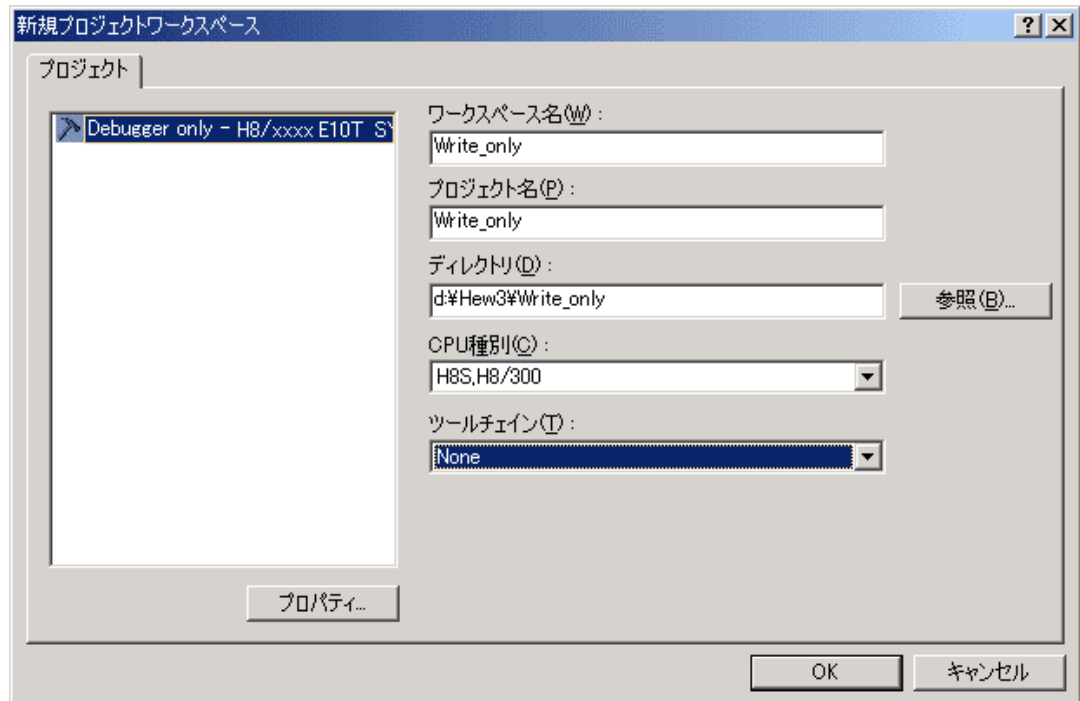 新規プロジェクトワークスペース
プロジェクト
Debugger only - H8/xxxx E10T SY
ワークスペース名(W):
Write_only
プロジェクト名(P):
Write_only
ディレクトリ(D):
d:¥Hew3¥Write_only
参照(B)...
CPU種別(C):
H8S,H8/300
ツールチェイン(T):
None
プロパティ...
OK
キャンセル